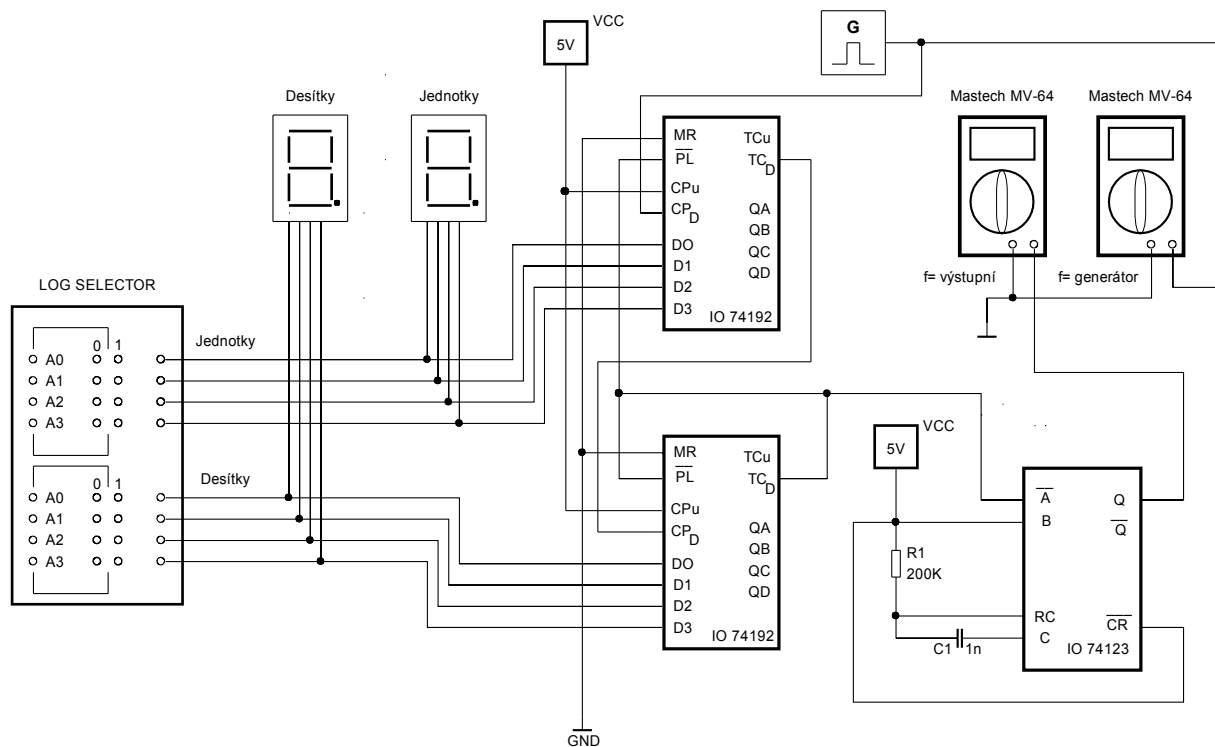 VCC
5V
G
Desítky
Jednotky
Mastech MV-64
Mastech MV-64
MR
PL
CPu
CPD
DO
D1
D2
D3
TCu
TCD
QA
QB
QC
QD
IO 74192
f= výstupní
f= generátor
LOG SELECTOR
0 1
A0
A1
A2
A3
Jednotky
0 1
A0
A1
A2
A3
Desítky
MR
PL
CPu
CPD
DO
D1
D2
D3
TCu
TCD
QA
QB
QC
QD
IO 74192
VCC
5V
R1
200K
C1
1n
A
B
RC
C
Q
Q
CR
IO 74123
GND